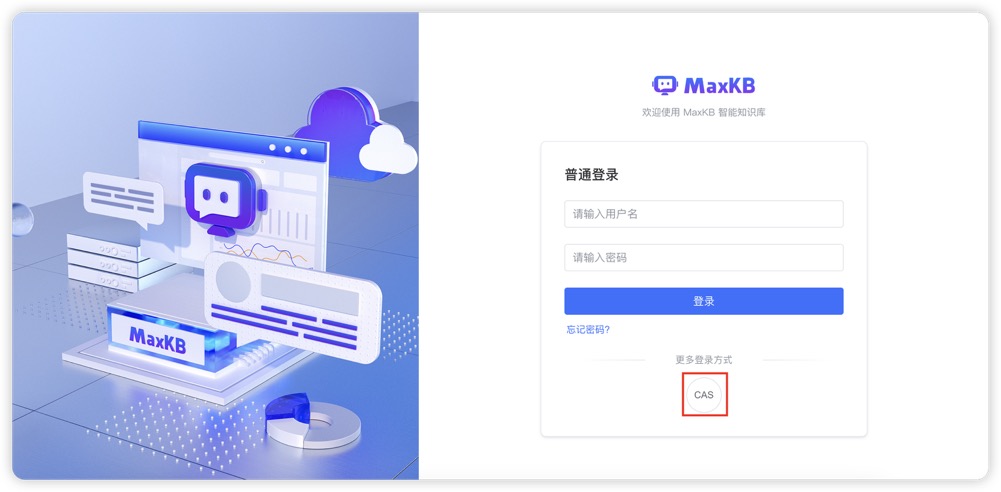 MaxKB
MaxKB
欢迎使用 MaxKB 智能知识库
普通登录
请输入用户名
请输入密码
登录
忘记密码?
更多登录方式
CAS